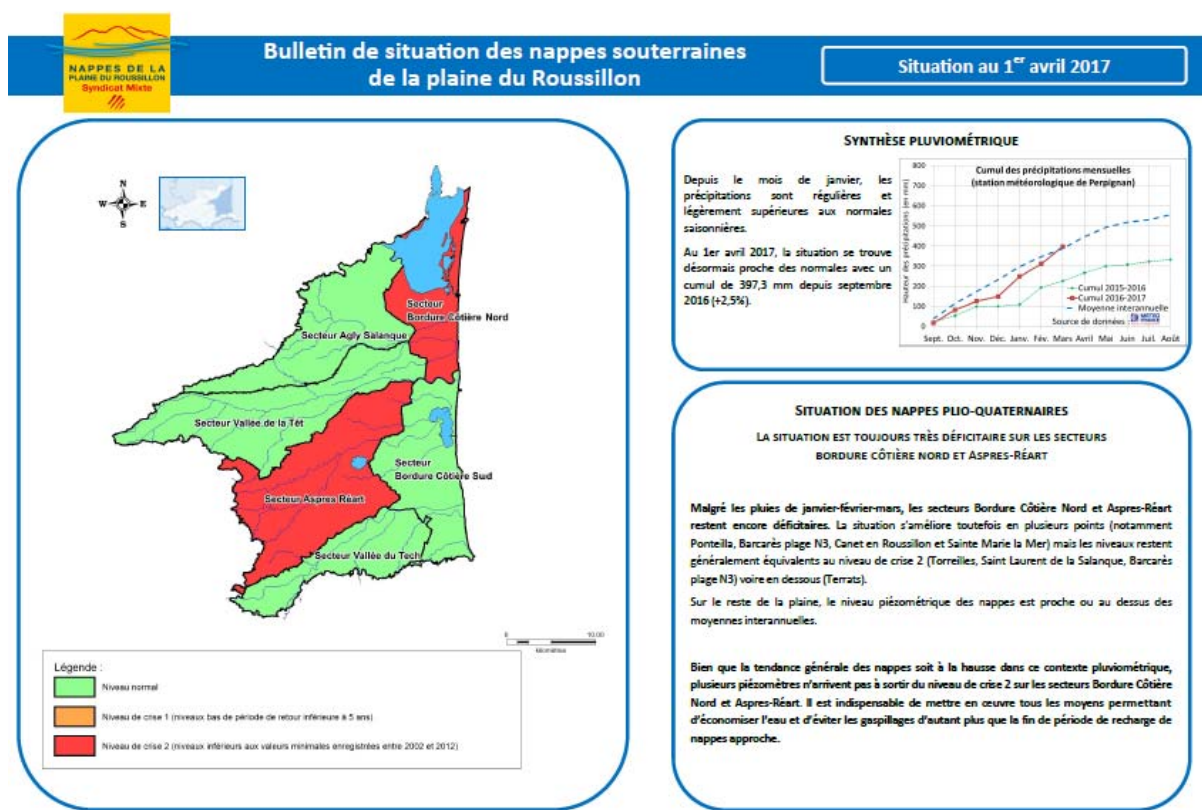 NAPPES DE LA
PLAINE DU ROUSSILLON
Syndicat Mixte
Bulletin de situation des nappes souterraines
de la plaine du Roussillon
Situation au 1er avril 2017
N
W E
S
Secteur
Bordure Côtière Nord
Secteur Agly Salanque
Secteur Vallée de la Têt
Secteur
Bordure Côtière Sud
Secteur Aspres Réart
Secteur Vallée du Tech
0 10,00
kilomètres
Légende :
Niveau normal
Niveau de crise 1 (niveaux bas de période de retour inférieure à 5 ans)
Niveau de crise 2 (niveaux inférieurs aux valeurs minimales enregistrées entre 2002 et 2012)
SYNTHÈSE PLUVIOMÉTRIQUE
Depuis le mois de janvier, les
précipitations sont régulières et
légèrement supérieures aux normales
saisonnières.
Au 1er avril 2017, la situation se trouve
désormais proche des normales avec un
cumul de 397,3 mm depuis septembre
2016 (+2,5%).
Cumul des précipitations mensuelles
(station météorologique de Perpignan)
Hauteur des précipitations (en mm)
800
700
600
500
400
300
200
100
0
Cumul 2015-2016
Cumul 2016-2017
Moyenne interannuelle
Source de données :
METEO FRANCE
Sept. Oct. Nov. Déc. Janv. Fév. Mars Avril Mai Juin Juil. Août
SITUATION DES NAPPES PLIO-QUATERNAIRES
LA SITUATION EST TOUJOURS TRÈS DÉFICITAIRE SUR LES SECTEURS
BORDURE CÔTIÈRE NORD ET ASPRES-RÉART
Malgré les pluies de janvier-février-mars, les secteurs Bordure Côtière Nord et Aspres-Réart
restent encore déficitaires. La situation s'améliore toutefois en plusieurs points (notamment
Ponteilla, Barcarès plage N3, Canet en Roussillon et Sainte Marie la Mer) mais les niveaux restent
généralement équivalents au niveau de crise 2 (Torreilles, Saint Laurent de la Salanque, Barcarès
plage N3) voire en dessous (Terrats).
Sur le reste de la plaine, le niveau piézométrique des nappes est proche ou au dessus des
moyennes interannuelles.
Bien que la tendance générale des nappes soit à la hausse dans ce contexte pluviométrique,
plusieurs piézomètres n'arrivent pas à sortir du niveau de crise 2 sur les secteurs Bordure Côtière
Nord et Aspres-Réart. Il est indispensable de mettre en œuvre tous les moyens permettant
d'économiser l'eau et d'éviter les gaspillages d'autant plus que la fin de période de recharge de
nappes approche.